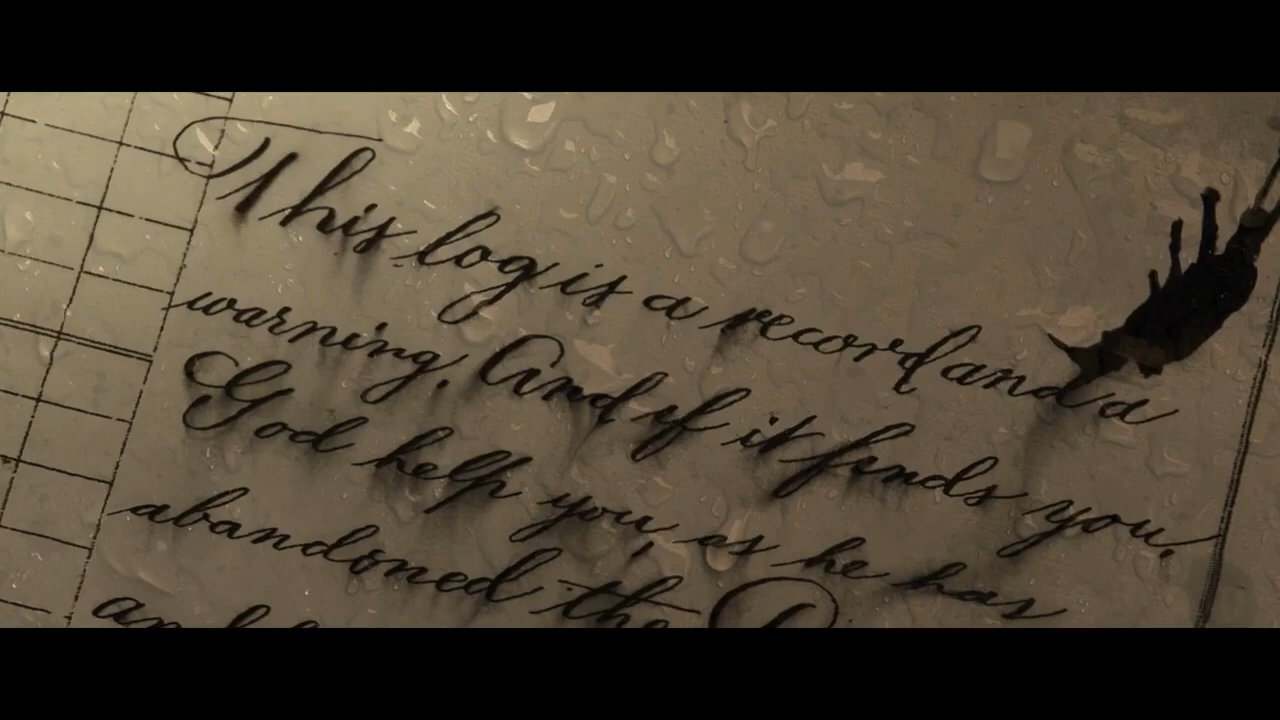 This log is a record and a
warning. And if it finds you,
God help you, as he has
abandoned the